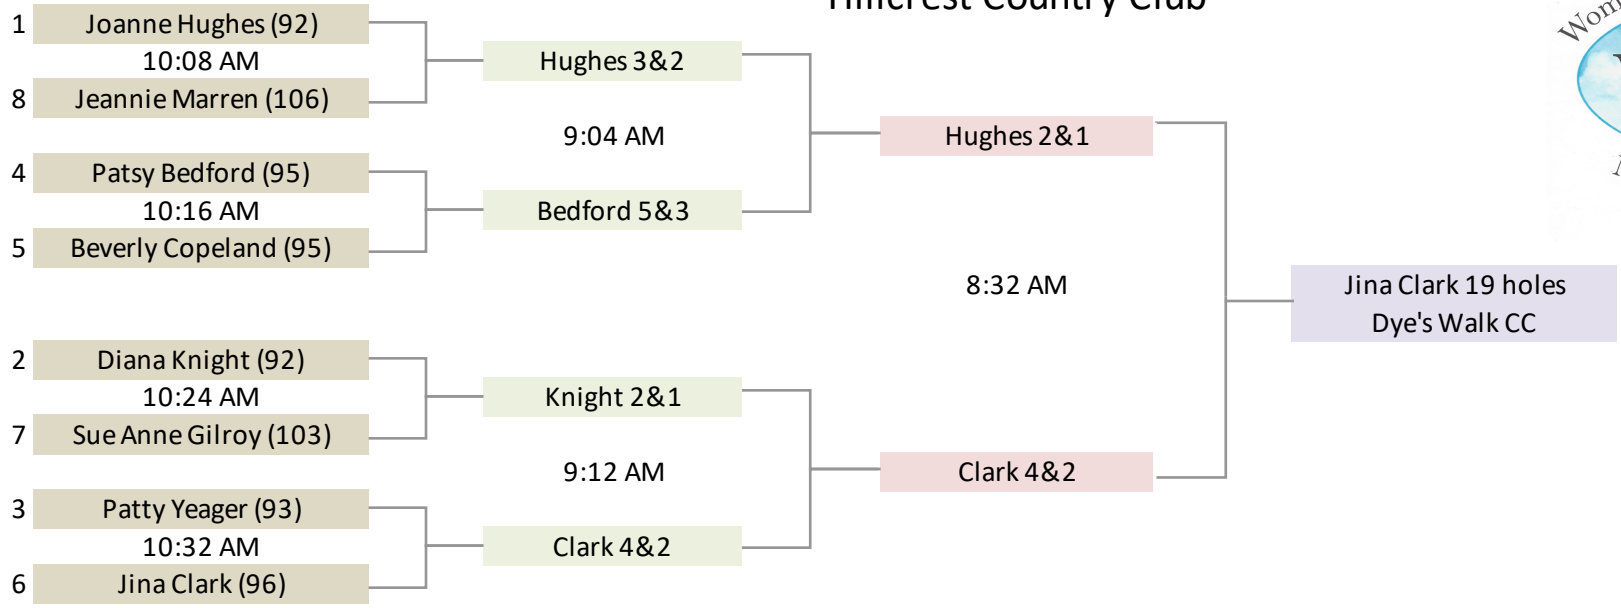 Hillcrest Country Club
1 Joanne Hughes (92)
10:08 AM
8 Jeannie Marren (106)
4 Patsy Bedford (95)
10:16 AM
5 Beverly Copeland (95)
2 Diana Knight (92)
10:24 AM
7 Sue Anne Gilroy (103)
3 Patty Yeager (93)
10:32 AM
6 Jina Clark (96)
Hughes 3&2
9:04 AM
Bedford 5&3
Knight 2&1
9:12 AM
Clark 4&2
Hughes 2&1
8:32 AM
Clark 4&2
Jina Clark 19 holes
Dye's Walk CC